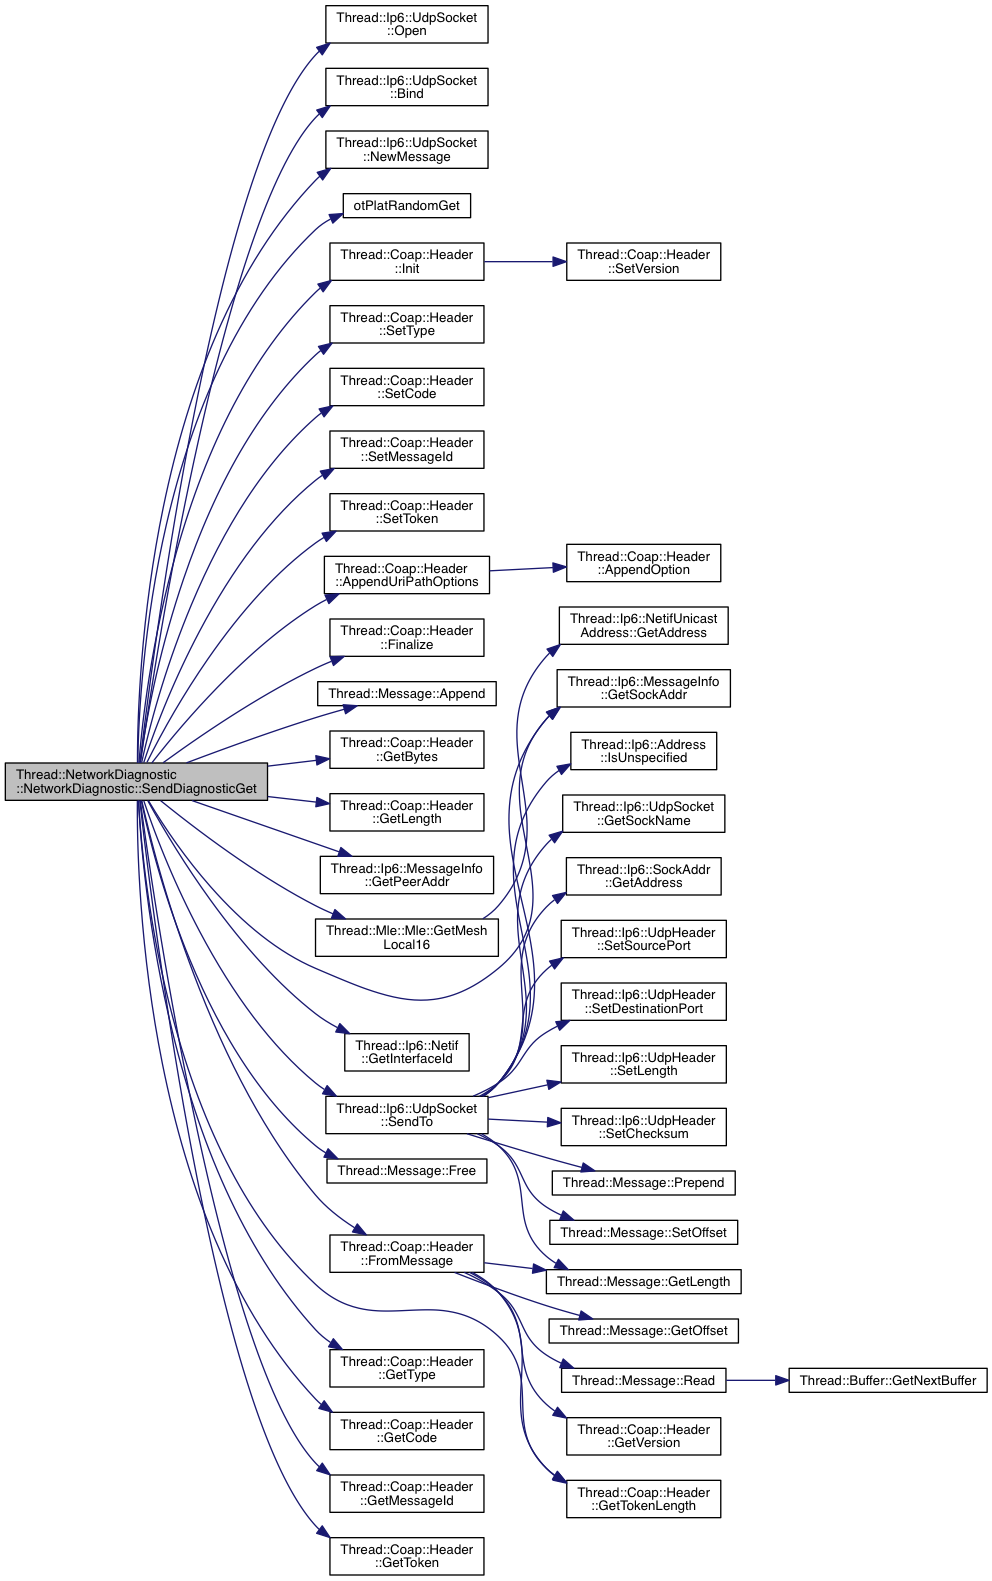 Thread::Ip6::UdpSocket
::Open
Thread::Ip6::UdpSocket
::Bind
Thread::Ip6::UdpSocket
::NewMessage
otPlatRandomGet
Thread::Coap::Header
::Init
Thread::Coap::Header
::SetVersion
Thread::Coap::Header
::SetType
Thread::Coap::Header
::SetCode
Thread::Coap::Header
::SetMessageId
Thread::Coap::Header
::SetToken
Thread::Coap::Header
::AppendUriPathOptions
Thread::Coap::Header
::AppendOption
Thread::Ip6::NetifUnicast
Address::GetAddress
Thread::Coap::Header
::Finalize
Thread::Ip6::MessageInfo
::GetSockAddr
Thread::Message::Append
Thread::Ip6::Address
::IsUnspecified
Thread::Coap::Header
::GetBytes
Thread::NetworkDiagnostic
::NetworkDiagnostic::SendDiagnosticGet
Thread::Coap::Header
::GetLength
Thread::Ip6::UdpSocket
::GetSockName
Thread::Ip6::MessageInfo
::GetPeerAddr
Thread::Ip6::SockAddr
::GetAddress
Thread::Mle::Mle::GetMesh
Local16
Thread::Ip6::UdpHeader
::SetSourcePort
Thread::Ip6::UdpHeader
::SetDestinationPort
Thread::Ip6::Netif
::GetInterfaceId
Thread::Ip6::UdpHeader
::SetLength
Thread::Ip6::UdpSocket
::SendTo
Thread::Ip6::UdpHeader
::SetChecksum
Thread::Message::Free
Thread::Message::Prepend
Thread::Message::SetOffset
Thread::Coap::Header
::FromMessage
Thread::Message::GetLength
Thread::Message::GetOffset
Thread::Coap::Header
::GetType
Thread::Message::Read
Thread::Buffer::GetNextBuffer
Thread::Coap::Header
::GetCode
Thread::Coap::Header
::GetVersion
Thread::Coap::Header
::GetMessageId
Thread::Coap::Header
::GetTokenLength
Thread::Coap::Header
::GetToken